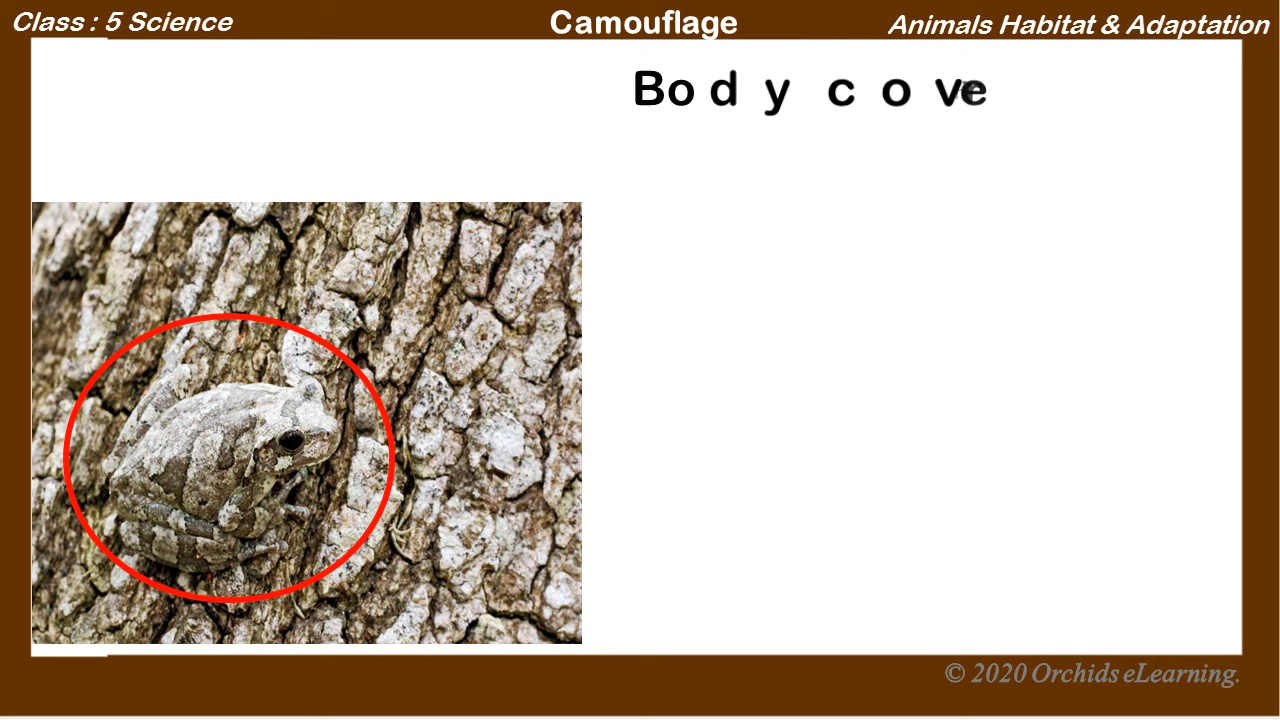 Class : 5 Science
Camouflage
Animals Habitat & Adaptation
Body cove
© 2020 Orchids eLearning.